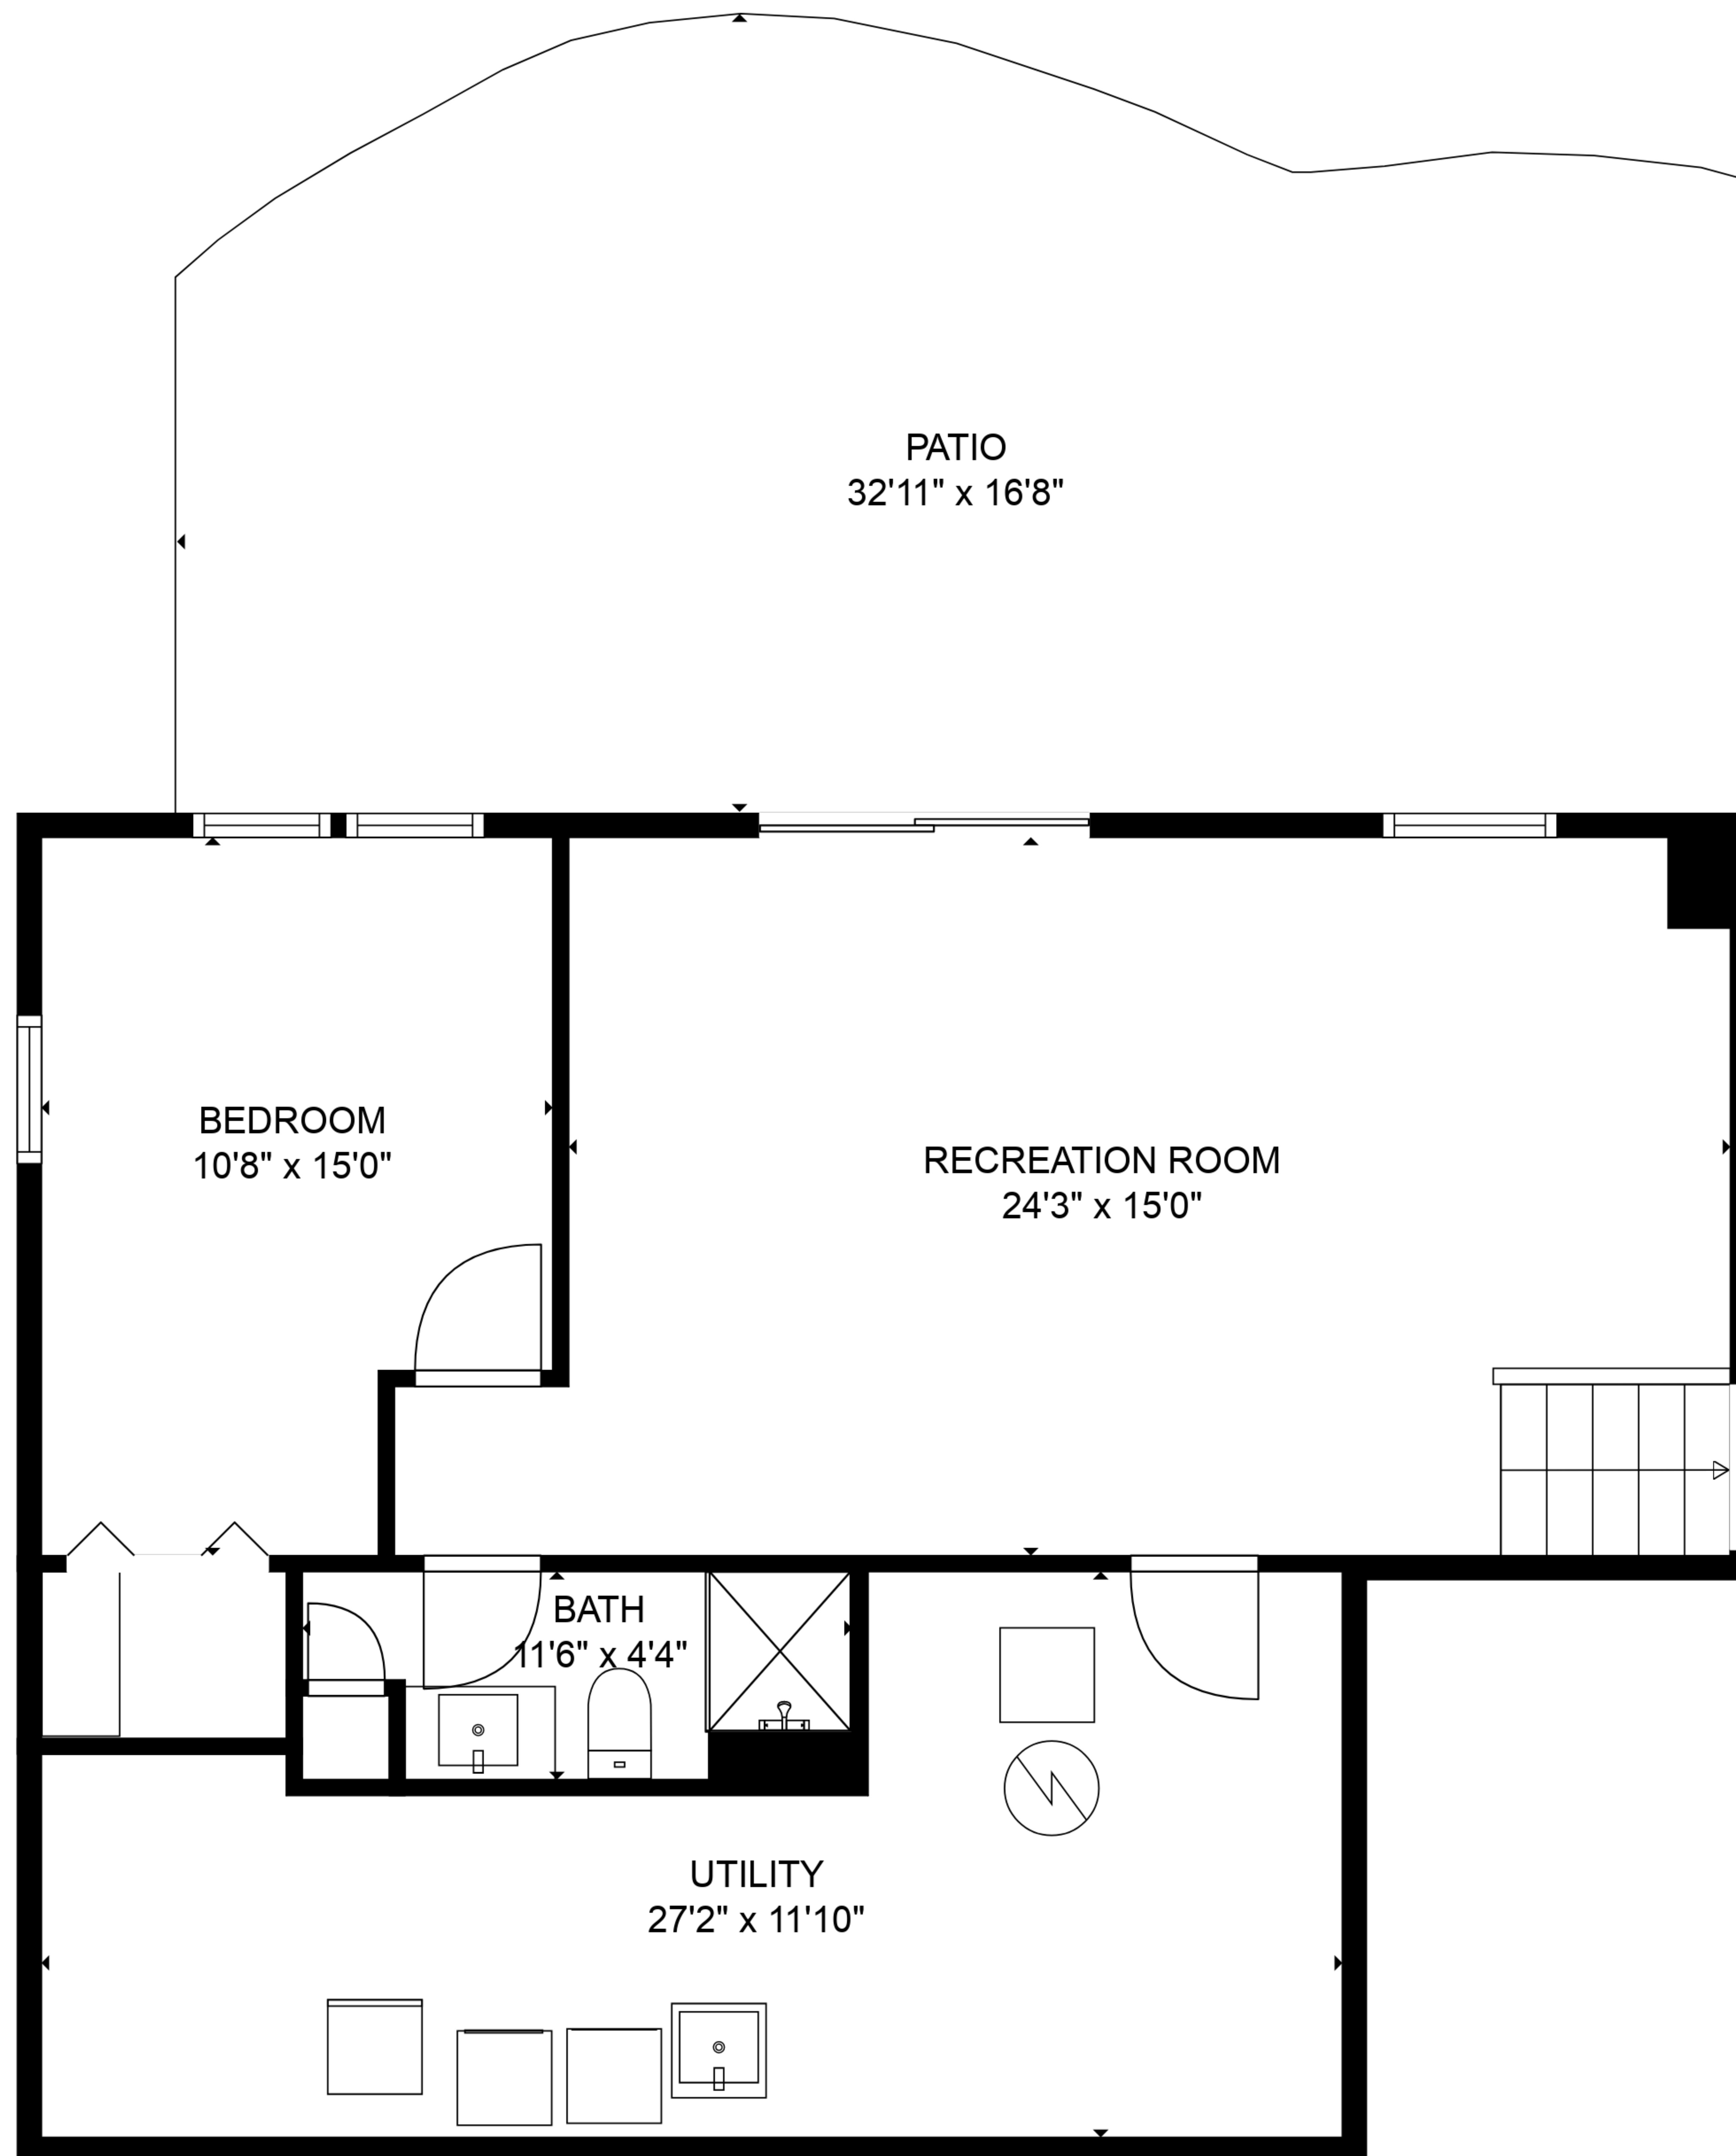 PATIO
32'11" x 16'8"
BEDROOM
10'8" x 15'0"
RECREATION ROOM
24'3" x 15'0"
BATH
11'6" x 4'4"
UTILITY
27'2" x 11'10"